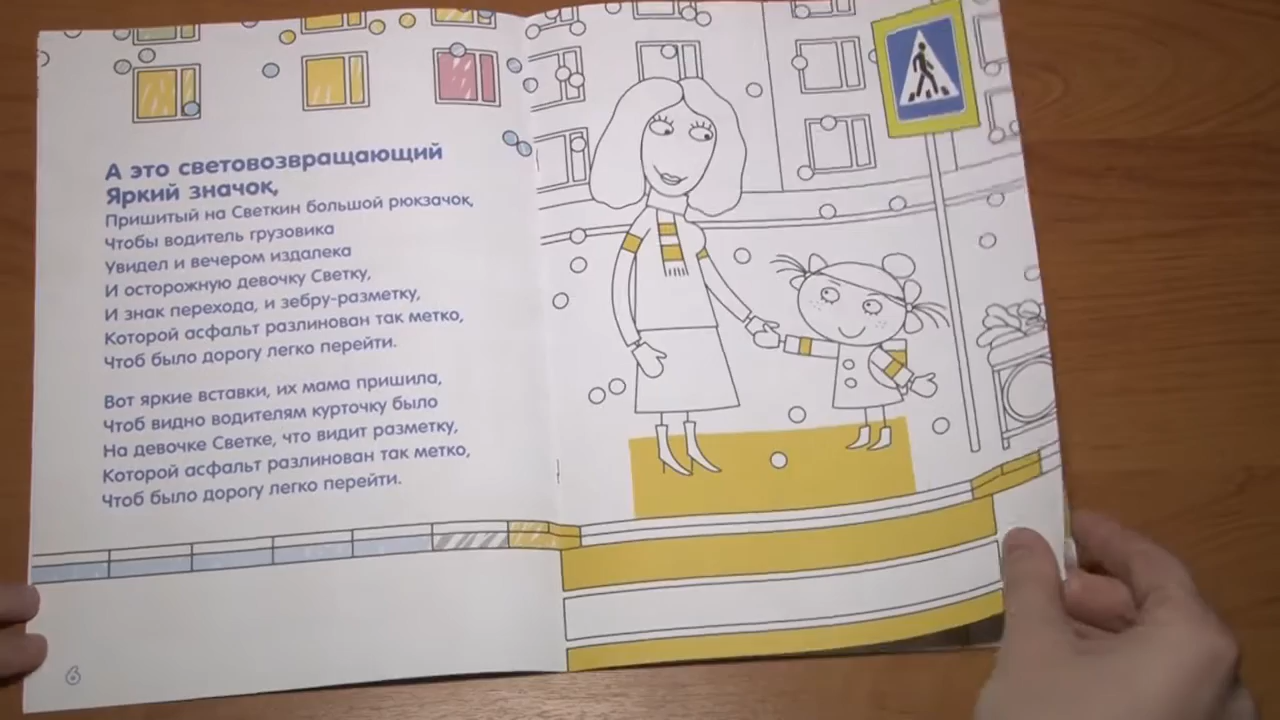 А это световозвращающий
Яркий значок,
Пришитый на Светкин большой рюкзачок,
Чтобы водитель грузовика
Увидел и вечером издалека
И осторожную девочку Светку,
И знак перехода, и зебру-разметку,
Которой асфальт разлинован так метко,
Чтоб было дорогу легко перейти.
Вот яркие вставки, их мама пришила,
Чтоб видно водителям курточку было
На девочке Светке, что видит разметку,
Которой асфальт разлинован так метко,
Чтоб было дорогу легко перейти.
6